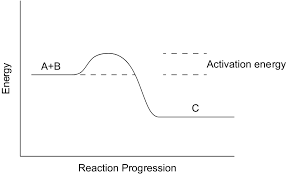 A+B
Activation energy
C
Energy
Reaction Progression